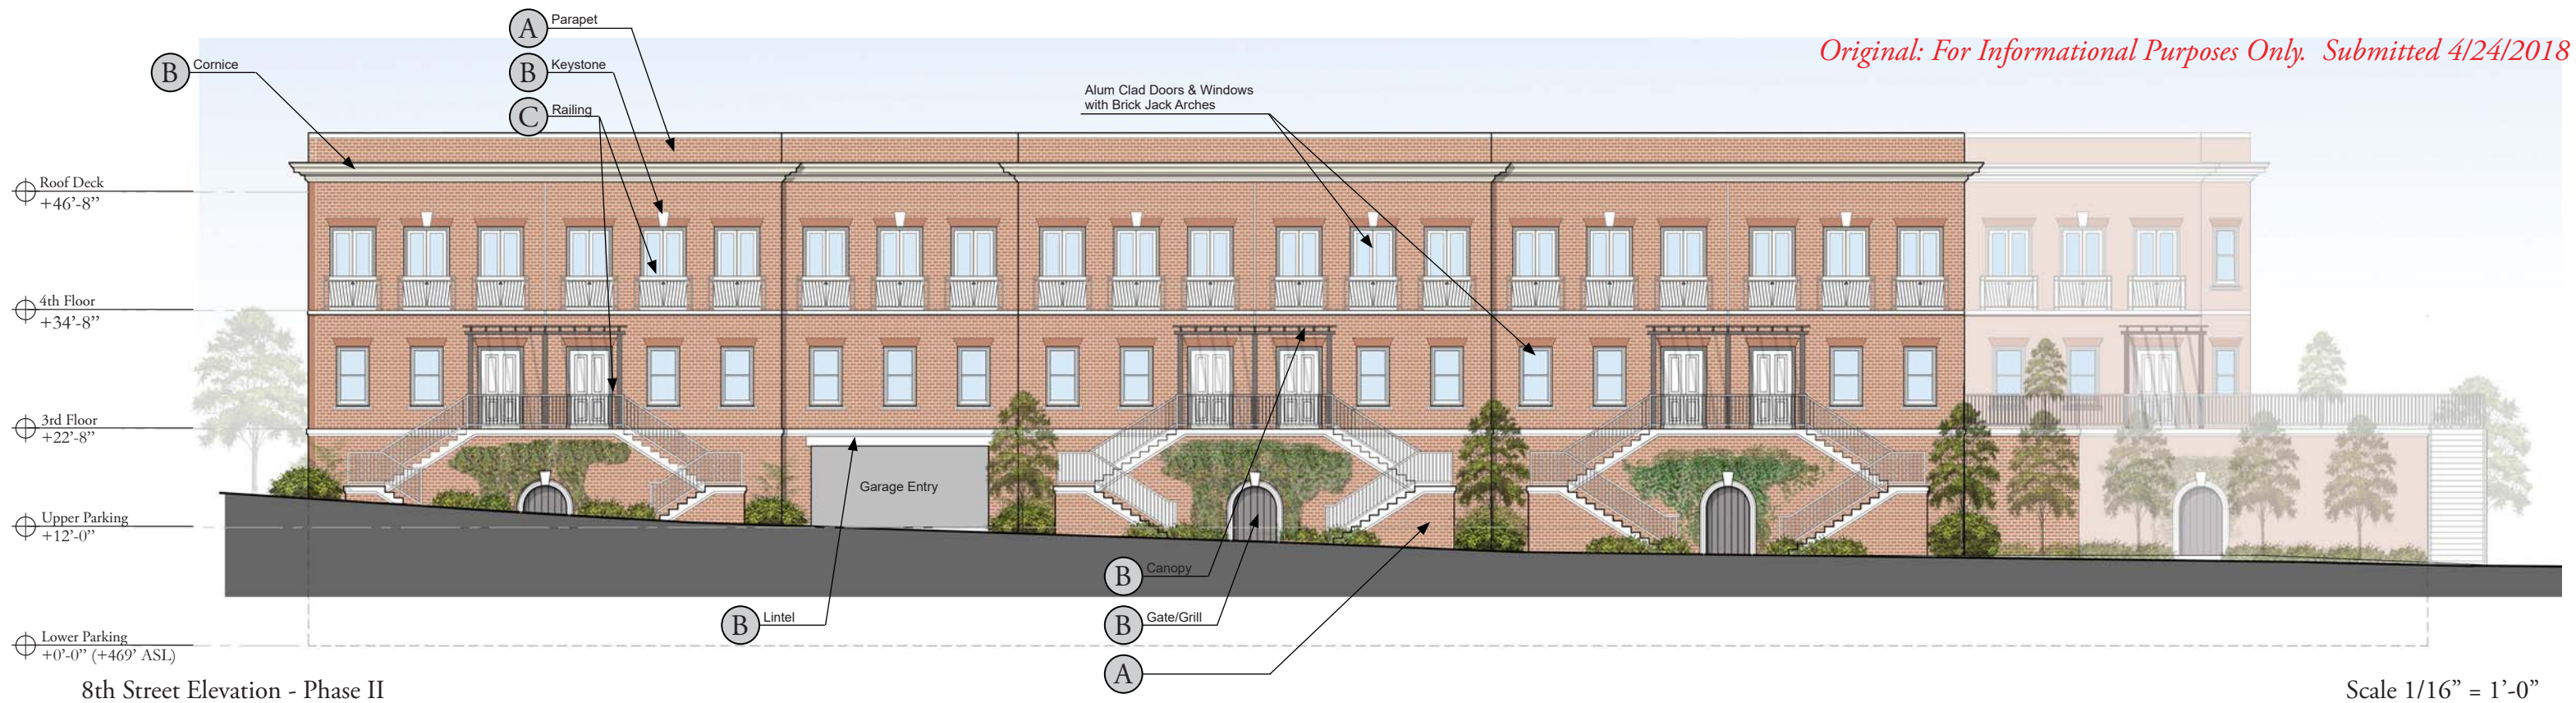 A Parapet
Original: For Informational Purposes Only. Submitted 4/24/2018
B Cornice
B Keystone
C Railing
Alum Clad Doors & Windows
with Brick Jack Arches
Roof Deck
+46'-8”
4th Floor
+34'-8”
3rd Floor
+22'-8”
Garage Entry
Upper Parking
+12'-0”
B Canopy
B Lintel
B Gate/Grill
Lower Parking
+0'-0” (+469' ASL)
A
8th Street Elevation - Phase II
Scale 1/16” = 1'-0”